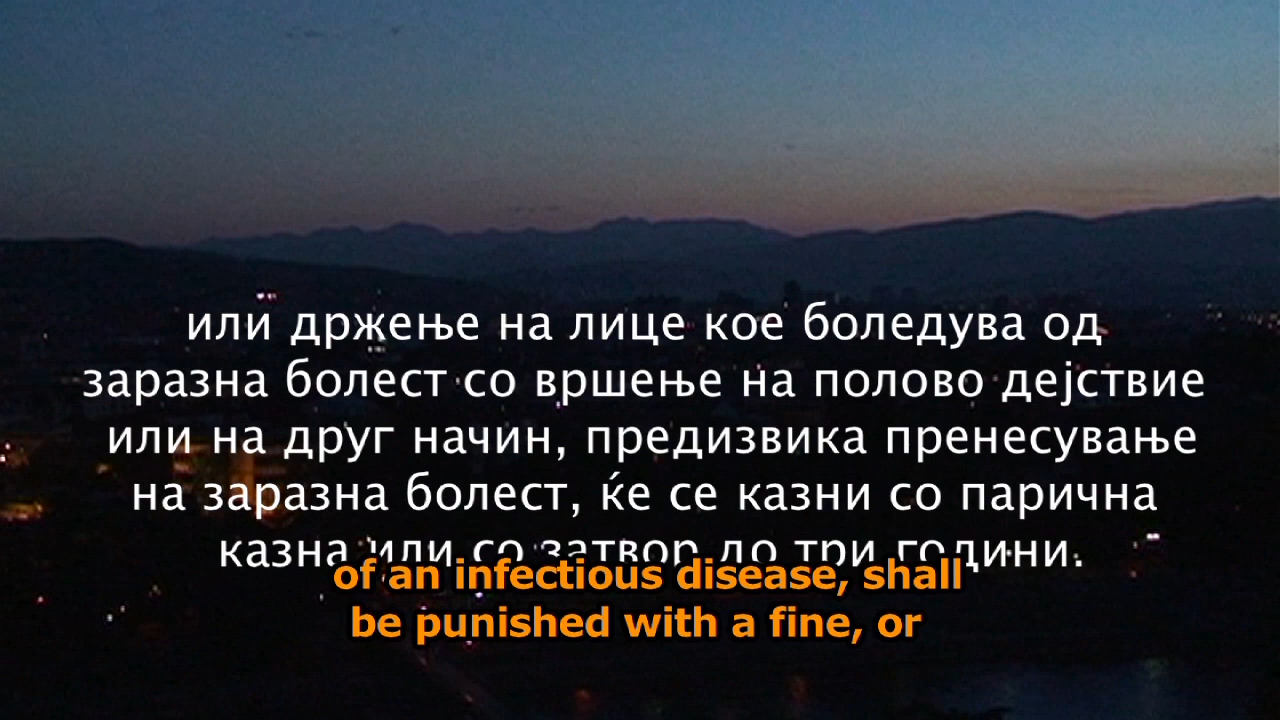 или држење на лице кое болeдува од
заразна болест со вршење на полово дејствие
или на друг начин, предизвика пренесување
на заразна болест, ќе се казни со парична
казна или со затвор до три години.
of an infectious disease, shall
be punished with a fine, or